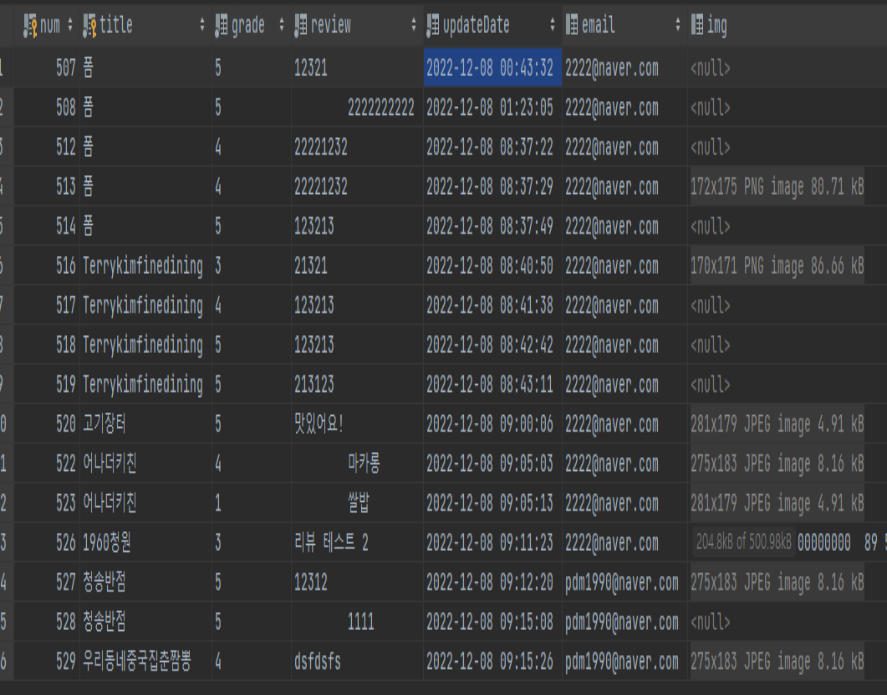 num title grade review updateDate email img
507 폼 5 12321 2022-12-08 00:43:32 2222@naver.com <null>
508 폼 5 2222222222 2022-12-08 01:23:05 2222@naver.com <null>
512 폼 4 22221232 2022-12-08 08:37:22 2222@naver.com <null>
513 폼 4 22221232 2022-12-08 08:37:29 2222@naver.com 172x175 PNG image 80.71 kB
514 폼 5 123213 2022-12-08 08:37:49 2222@naver.com <null>
516 Terrykimfinedining 3 21321 2022-12-08 08:40:50 2222@naver.com 170x171 PNG image 86.66 kB
517 Terrykimfinedining 4 123213 2022-12-08 08:41:38 2222@naver.com <null>
518 Terrykimfinedining 5 123213 2022-12-08 08:42:42 2222@naver.com <null>
519 Terrykimfinedining 5 213123 2022-12-08 08:43:11 2222@naver.com <null>
520 고기장터 5 맛있어요! 2022-12-08 09:00:06 2222@naver.com 281x179 JPEG image 4.91 kB
522 어나더키친 4 마카롱 2022-12-08 09:05:03 2222@naver.com 275x183 JPEG image 8.16 kB
523 어나더키친 1 쌀밥 2022-12-08 09:05:13 2222@naver.com 281x179 JPEG image 4.91 kB
526 1960청원 3 리뷰 테스트 2 2022-12-08 09:11:23 2222@naver.com 204.8kB of 500.98kB 00000000 89
527 청송반점 5 12312 2022-12-08 09:12:20 pdm1990@naver.com 275x183 JPEG image 8.16 kB
528 청송반점 5 1111 2022-12-08 09:15:08 pdm1990@naver.com <null>
529 우리동네중국집춘짬뽕 4 dsfdsfs 2022-12-08 09:15:26 pdm1990@naver.com 275x183 JPEG image 8.16 kB